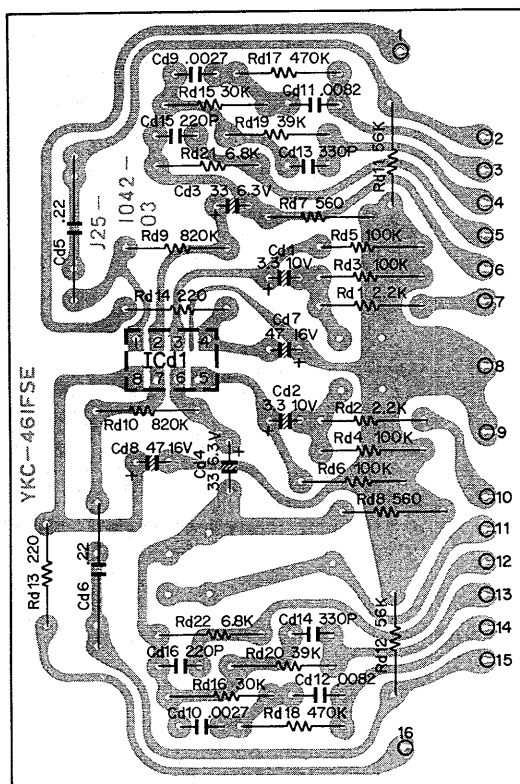 1
Cd9 .0027
Rd17 470K
Rd15 30K
Cd11 .0082
Cd15 220P
Rd19 39K
Rd21 6.8K
Cd13 330P
Rd11 56K
2
3
4
Cd3 33 6.3V
Rd7 560
5
6
Cd5 .22
J25-
1042-
03
Rd9 820K
Cd1
3.3 10V
Rd5 100K
Rd3 100K
Rd1 2.2K
7
Rd14 220
Cd7
47 16V
1 2 3 4
ICd1
8 7 6 5
8
Cd2
3.3 10V
Rd2 2.2K
Rd4 100K
Rd6 100K
Rd8 560
9
10
Rd10 820K
Cd8 47 16V
Cd4
33 6.3V
YKC-461FSE
Rd13 220
Cd6 .22
11
12
13
14
15
Rd22 6.8K
Cd14 330P
Rd12 56K
Cd16 220P
Rd20 39K
Rd16 30K
Cd12 .0082
Cd10 .0027
Rd18 470K
16